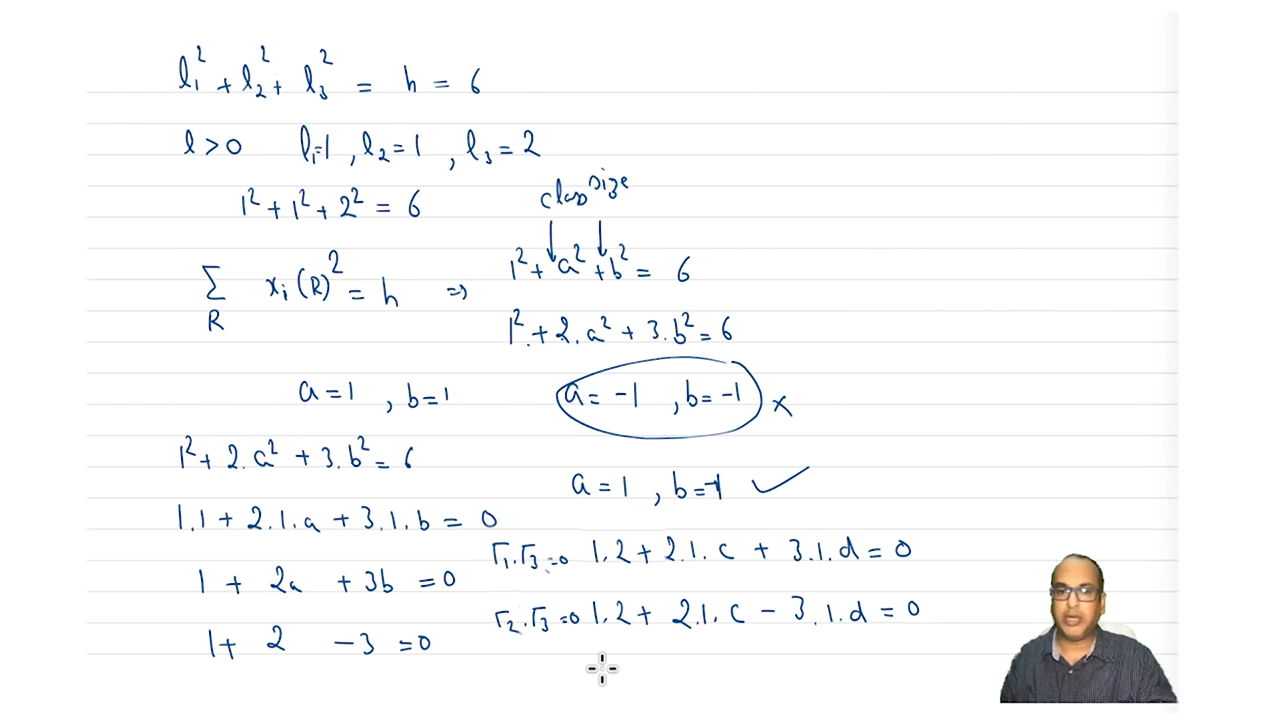 l₁² + l₂² + l₃² = h = 6
l > 0 l₁=1 , l₂=1 , l₃=2
1² + 1² + 2² = 6
class size
Σ xᵢ(R)² = h ⇒ 1² + a² + b² = 6
R
1² + 2.a² + 3.b² = 6
a=1 , b=1 a=-1 , b=-1 x
1² + 2.a² + 3.b² = 6
a=1 , b=-1 ✓
1.1 + 2.1.a + 3.1.b = 0
Γ₁.Γ₃=0 1.2 + 2.1.c + 3.1.d = 0
1 + 2a + 3b = 0
Γ₂.Γ₃=0 1.2 + 2.1.c - 3.1.d = 0
1 + 2 - 3 = 0